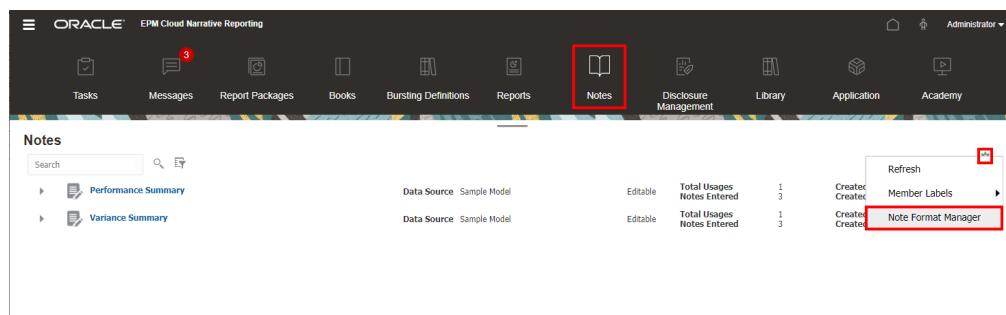 ORACLE® EPM Cloud Narrative Reporting Administrator
3
Tasks Messages Report Packages Books Bursting Definitions Reports Notes Disclosure Management Library Application Academy
Notes
Search
Refresh
Member Labels
Note Format Manager
Performance Summary Data Source Sample Model Editable Total Usages 1 Created
Notes Entered 3 Created
Variance Summary Data Source Sample Model Editable Total Usages 1 Created
Notes Entered 3 Created